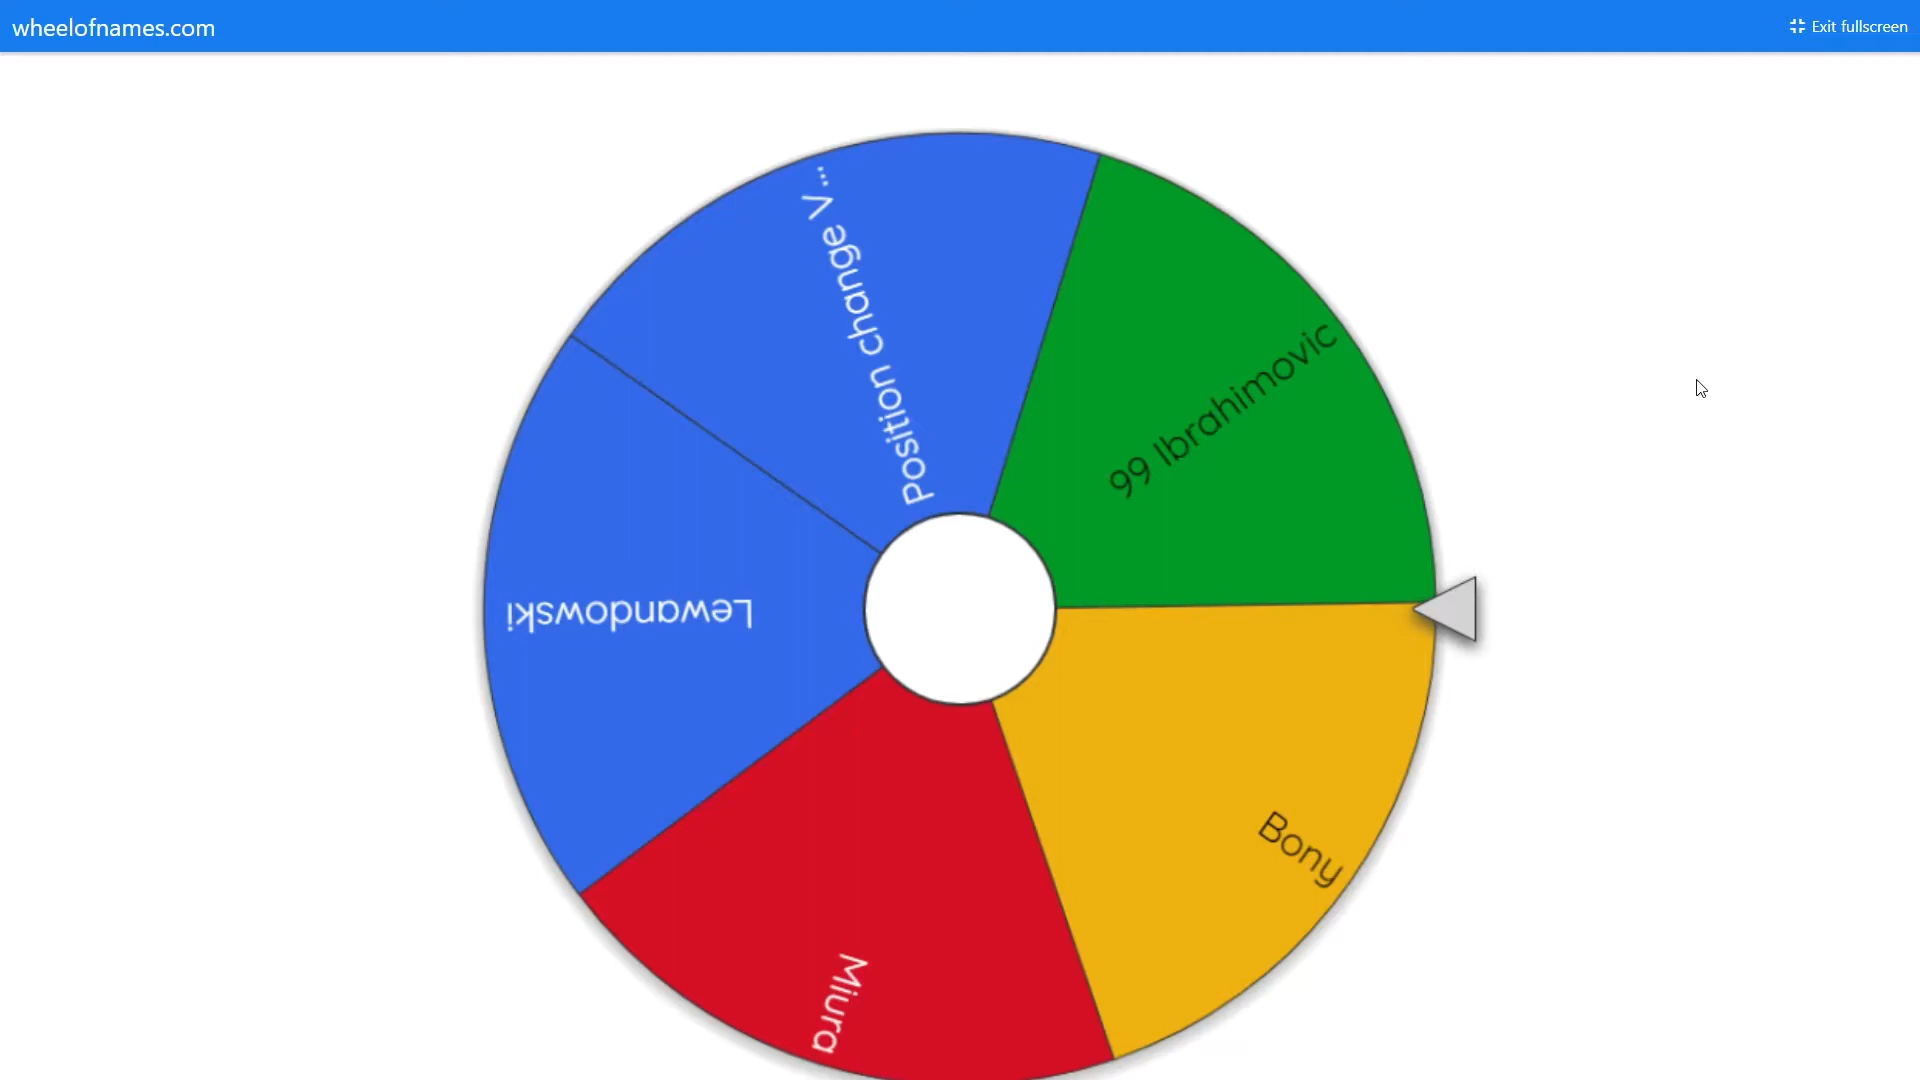 wheelofnames.com
Exit fullscreen
Position change V...
99 Ibrahimovic
Lewandowski
Bony
Miura